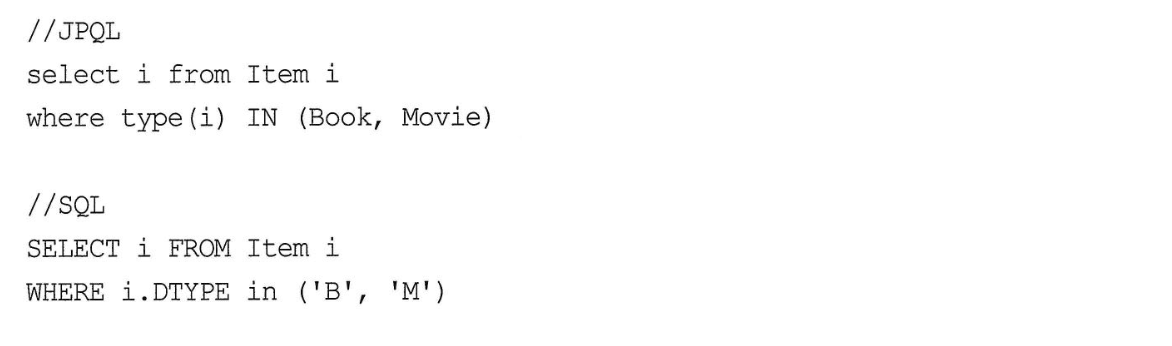 //JPQL
select i from Item i
where type(i) IN (Book, Movie)
//SQL
SELECT i FROM Item i
WHERE i.DTYPE in ('B', 'M')